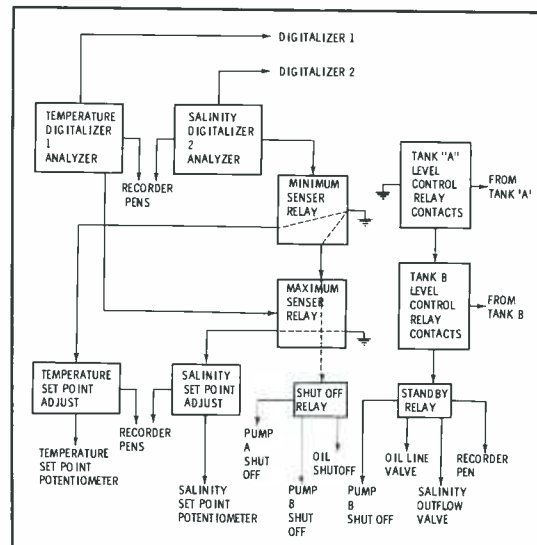 DIGITALIZER 1
DIGITALIZER 2
TEMPERATURE
DIGITALIZER
1
ANALYZER
SALINITY
DIGITALIZER
2
ANALYZER
RECORDER
PENS
MINIMUM
SENSER
RELAY
TANK "A"
LEVEL
CONTROL
RELAY
CONTACTS
FROM
TANK 'A'
MAXIMUM
SENSER
RELAY
TANK B
LEVEL
CONTROL
RELAY
CONTACTS
FROM
TANK B
TEMPERATURE
SET POINT
ADJUST
SALINITY
SET POINT
ADJUST
SHUT OFF
RELAY
STANDBY
RELAY
RECORDER
PENS
TEMPERATURE
SET POINT
POTENTIOMETER
SALINITY
SET POINT
POTENTIOMETER
PUMP
A
SHUT
OFF
PUMP
B
SHUT
OFF
OIL
SHUTOFF
PUMP
B
SHUT OFF
OIL LINE
VALVE
SALINITY
OUTFLOW
VALVE
RECORDER
PEN